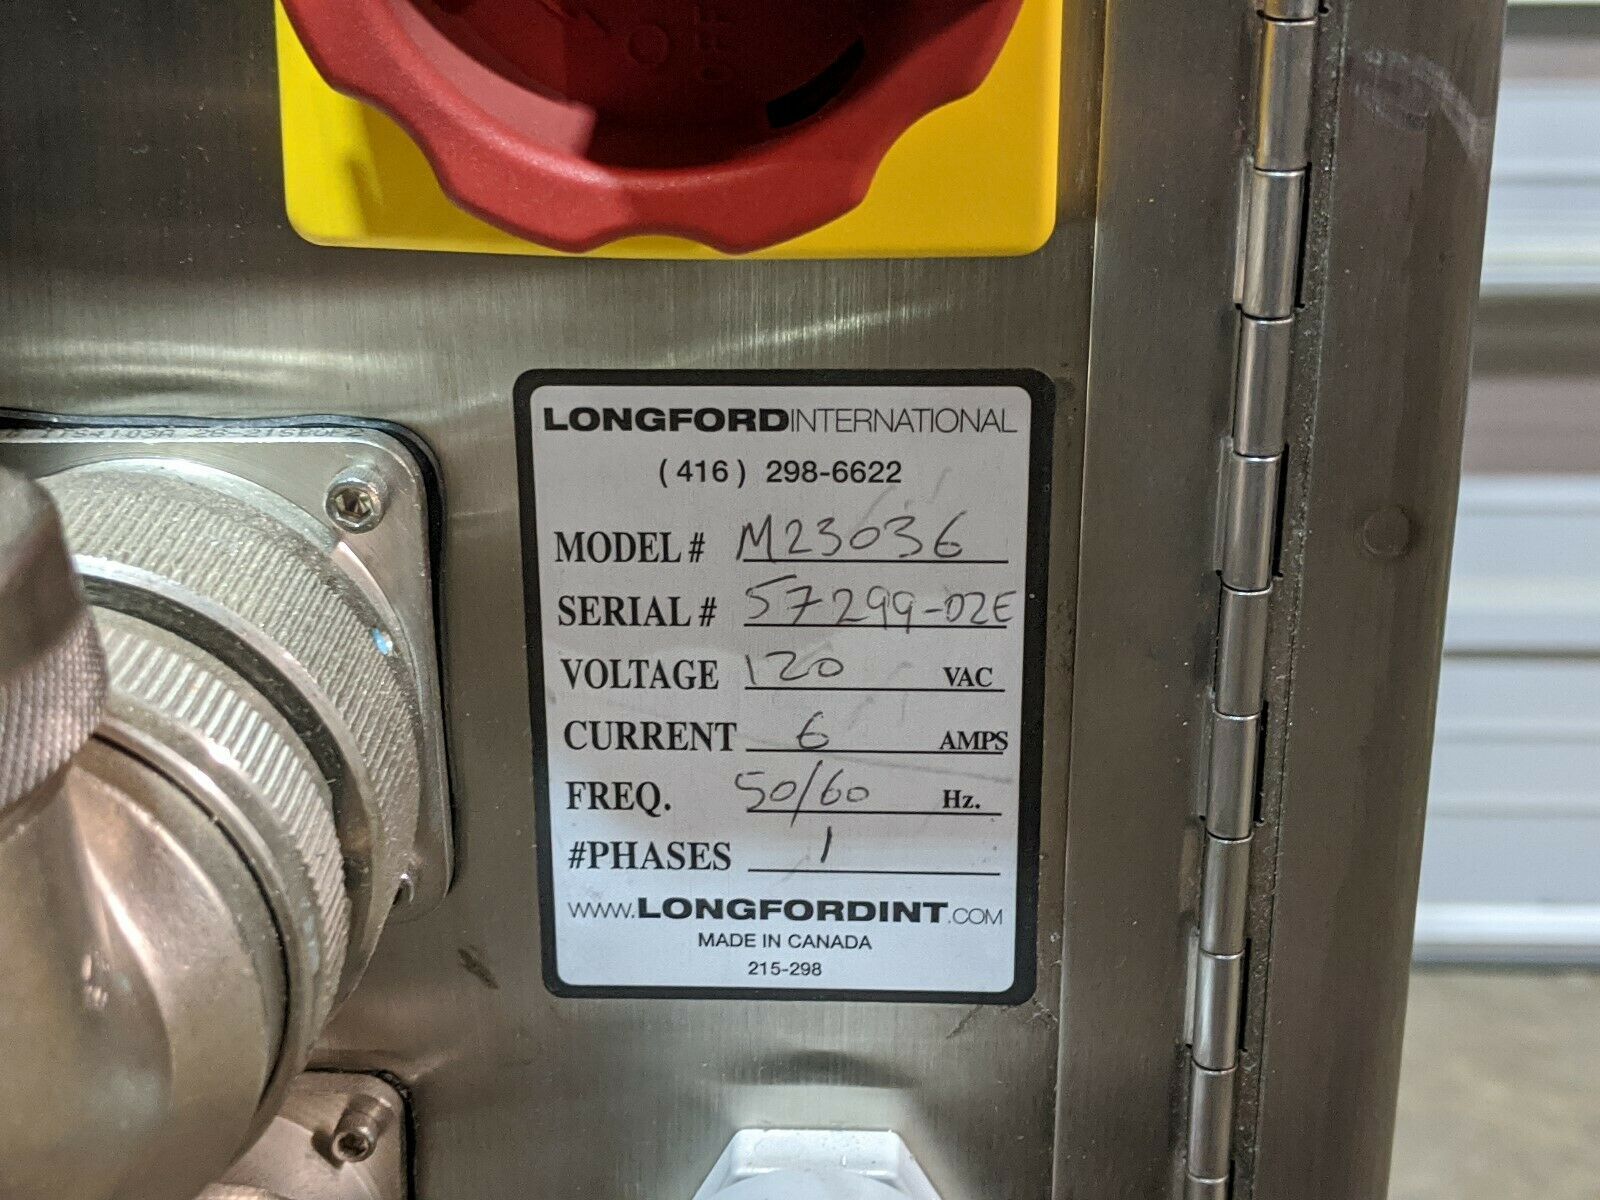 OFF
LONGFORDINTERNATIONAL
(416) 298-6622
MODEL # M23036
SERIAL # 57299-02E
VOLTAGE 120 VAC
CURRENT 6 AMPS
FREQ. 50/60 Hz.
#PHASES 1
www.LONGFORDINT.COM
MADE IN CANADA
215-298